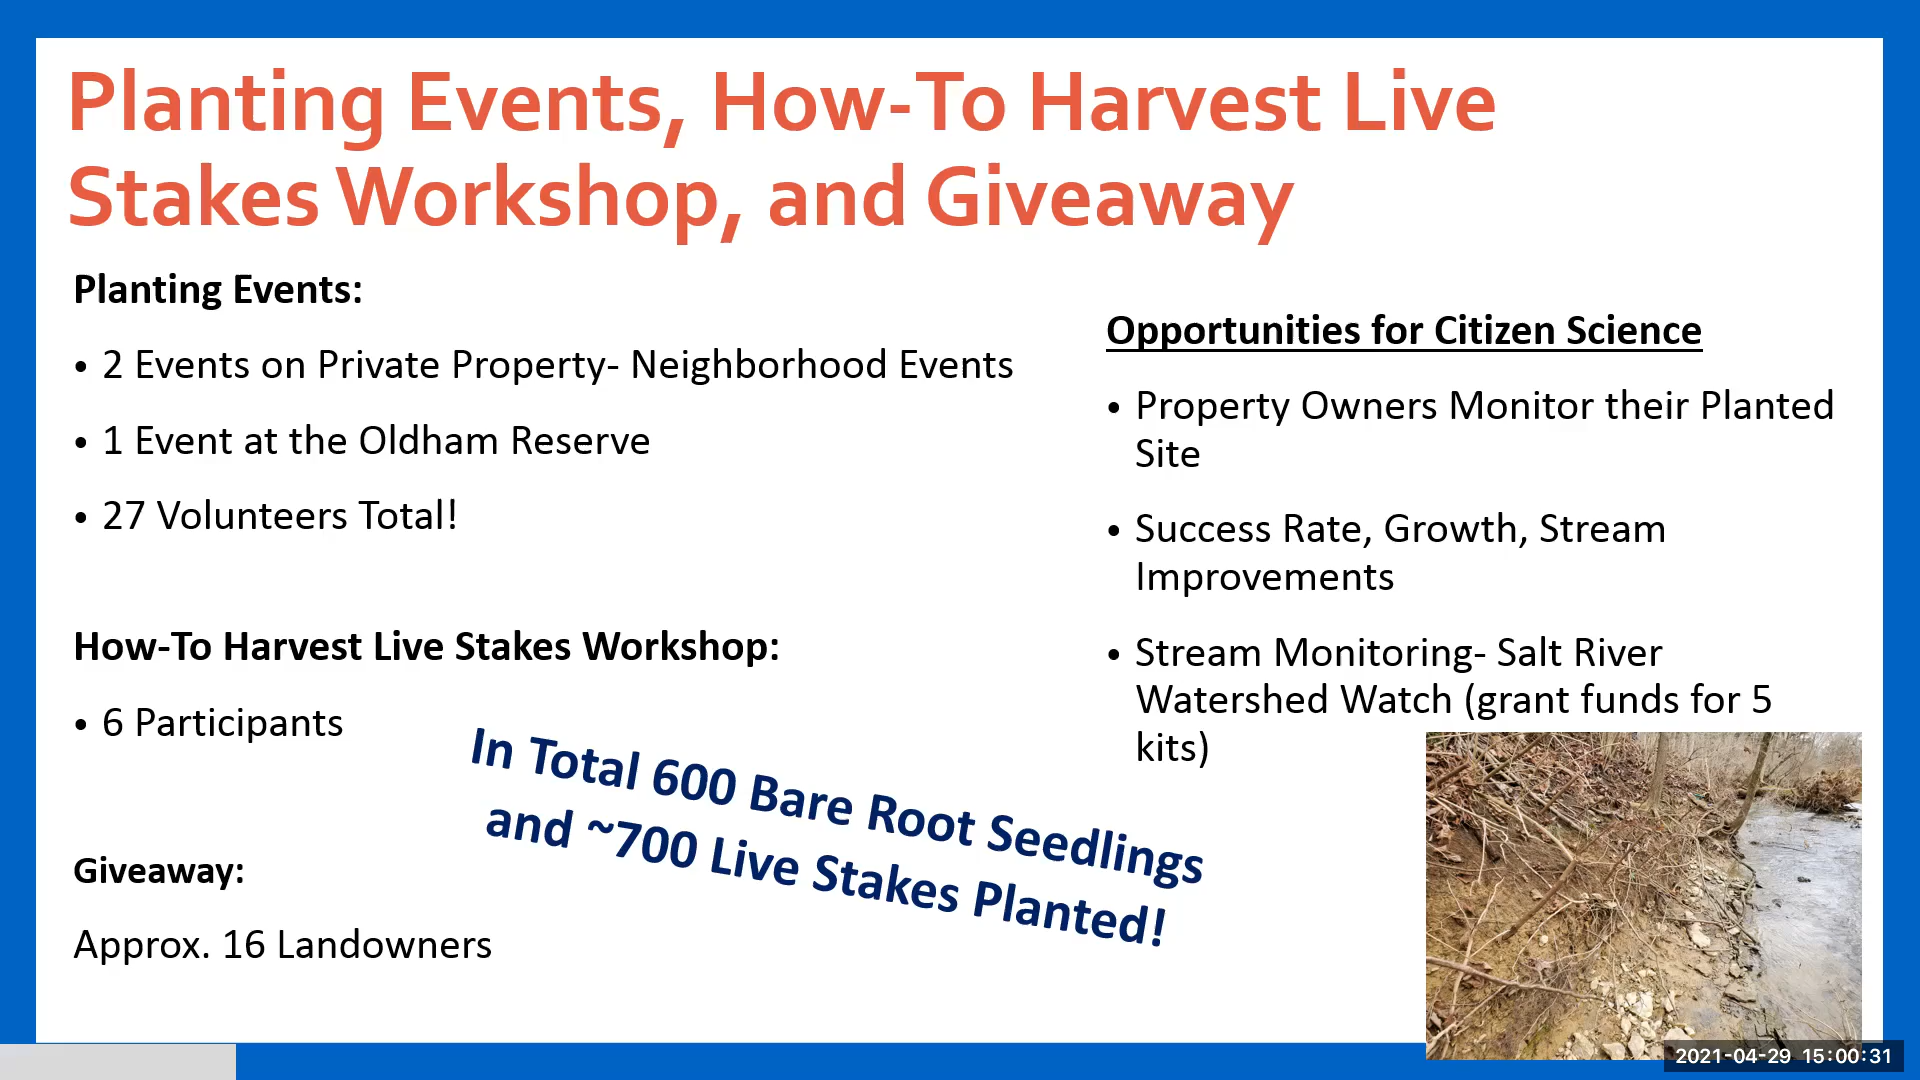 Planting Events, How-To Harvest Live
Stakes Workshop, and Giveaway
Planting Events:
• 2 Events on Private Property- Neighborhood Events
• 1 Event at the Oldham Reserve
• 27 Volunteers Total!
How-To Harvest Live Stakes Workshop:
• 6 Participants
Giveaway:
Approx. 16 Landowners
In Total 600 Bare Root Seedlings
and ~700 Live Stakes Planted!
Opportunities for Citizen Science
• Property Owners Monitor their Planted
Site
• Success Rate, Growth, Stream
Improvements
• Stream Monitoring- Salt River
Watershed Watch (grant funds for 5
kits)
2021-04-29 15:00:31